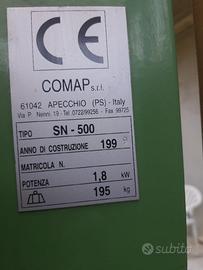 CE
COMAP s.r.l.
61042 APECCHIO (PS) - Italy
Via P. Nenni, 19 - Tel. 0722/99256 - Fax 99725
TIPO SN - 500
ANNO DI COSTRUZIONE 199
MATRICOLA N.
POTENZA 1,8 kW
195 kg
subito